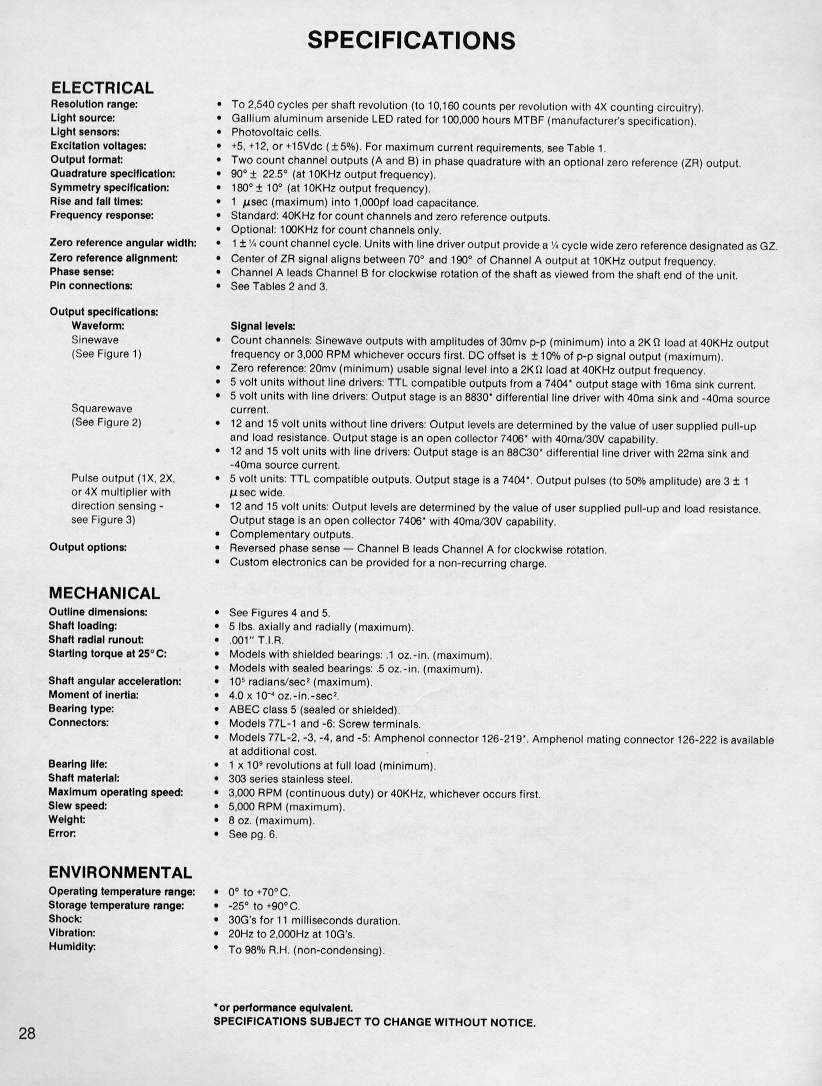 SPECIFICATIONS
ELECTRICAL
Resolution range: • To 2,540 cycles per shaft revolution (to 10,160 counts per revolution with 4X counting circuitry).
Light source: • Gallium aluminum arsenide LED rated for 100,000 hours MTBF (manufacturer's specification).
Light sensors: • Photovoltaic cells.
Excitation voltages: • +5, +12, or +15Vdc (±5%). For maximum current requirements, see Table 1.
Output format: • Two count channel outputs (A and B) in phase quadrature with an optional zero reference (ZR) output.
Quadrature specification: • 90° ± 22.5° (at 10KHz output frequency).
Symmetry specification: • 180° ± 10° (at 10KHz output frequency).
Rise and fall times: • 1 µsec (maximum) into 1,000pf load capacitance.
Frequency response: • Standard: 40KHz for count channels and zero reference outputs.
• Optional: 100KHz for count channels only.
Zero reference angular width: • 1 ± ¼ count channel cycle. Units with line driver output provide a ¼ cycle wide zero reference designated as GZ.
Zero reference alignment: • Center of ZR signal aligns between 70° and 190° of Channel A output at 10KHz output frequency.
Phase sense: • Channel A leads Channel B for clockwise rotation of the shaft as viewed from the shaft end of the unit.
Pin connections: • See Tables 2 and 3.
Output specifications:
Waveform: Signal levels:
Sinewave • Count channels: Sinewave outputs with amplitudes of 30mv p-p (minimum) into a 2KΩ load at 40KHz output
(See Figure 1) frequency or 3,000 RPM whichever occurs first. DC offset is ±10% of p-p signal output (maximum).
• Zero reference: 20mv (minimum) usable signal level into a 2KΩ load at 40KHz output frequency.
• 5 volt units without line drivers: TTL compatible outputs from a 7404* output stage with 16ma sink current.
• 5 volt units with line drivers: Output stage is an 8830* differential line driver with 40ma sink and -40ma source
Squarewave current.
(See Figure 2) • 12 and 15 volt units without line drivers: Output levels are determined by the value of user supplied pull-up
and load resistance. Output stage is an open collector 7406* with 40ma/30V capability.
• 12 and 15 volt units with line drivers: Output stage is an 88C30* differential line driver with 22ma sink and
-40ma source current.
Pulse output (1X, 2X, • 5 volt units: TTL compatible outputs. Output stage is a 7404*. Output pulses (to 50% amplitude) are 3 ± 1
or 4X multiplier with µsec wide.
direction sensing - • 12 and 15 volt units: Output levels are determined by the value of user supplied pull-up and load resistance.
see Figure 3) Output stage is an open collector 7406* with 40ma/30V capability.
• Complementary outputs.
Output options: • Reversed phase sense — Channel B leads Channel A for clockwise rotation.
• Custom electronics can be provided for a non-recurring charge.
MECHANICAL
Outline dimensions: • See Figures 4 and 5.
Shaft loading: • 5 lbs. axially and radially (maximum).
Shaft radial runout: • .001" T.I.R.
Starting torque at 25°C: • Models with shielded bearings: .1 oz.-in. (maximum).
• Models with sealed bearings: .5 oz.-in. (maximum).
Shaft angular acceleration: • 10⁵ radians/sec² (maximum).
Moment of inertia: • 4.0 x 10⁻⁴ oz.-in.-sec².
Bearing type: • ABEC class 5 (sealed or shielded).
Connectors: • Models 77L-1 and -6: Screw terminals.
• Models 77L-2, -3, -4, and -5: Amphenol connector 126-219*. Amphenol mating connector 126-222 is available
at additional cost.
Bearing life: • 1 x 10⁹ revolutions at full load (minimum).
Shaft material: • 303 series stainless steel.
Maximum operating speed: • 3,000 RPM (continuous duty) or 40KHz, whichever occurs first.
Slew speed: • 5,000 RPM (maximum).
Weight: • 8 oz. (maximum).
Error: • See pg. 6.
ENVIRONMENTAL
Operating temperature range: • 0° to +70°C.
Storage temperature range: • -25° to +90°C.
Shock: • 30G's for 11 milliseconds duration.
Vibration: • 20Hz to 2,000Hz at 10G's.
Humidity: • To 98% R.H. (non-condensing).
*or performance equivalent.
SPECIFICATIONS SUBJECT TO CHANGE WITHOUT NOTICE.
28